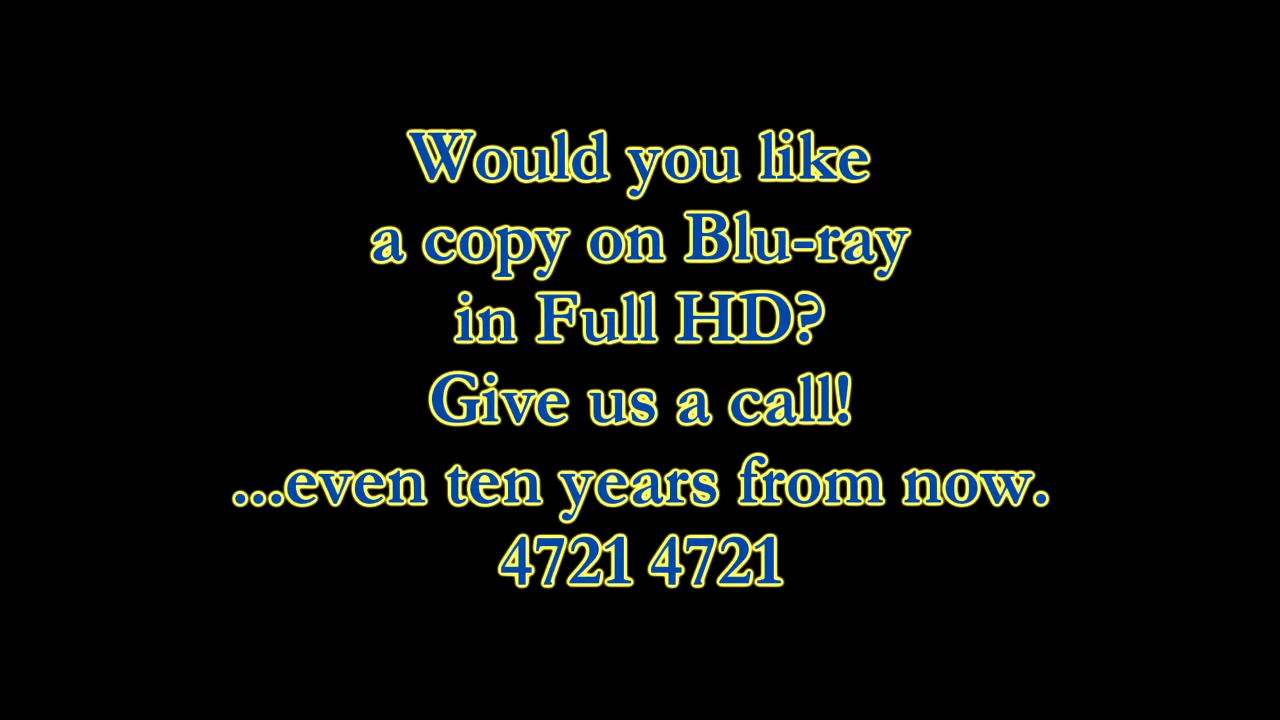 Would you like
a copy on Blu-ray
in Full HD?
Give us a call!
...even ten years from now.
4721 4721